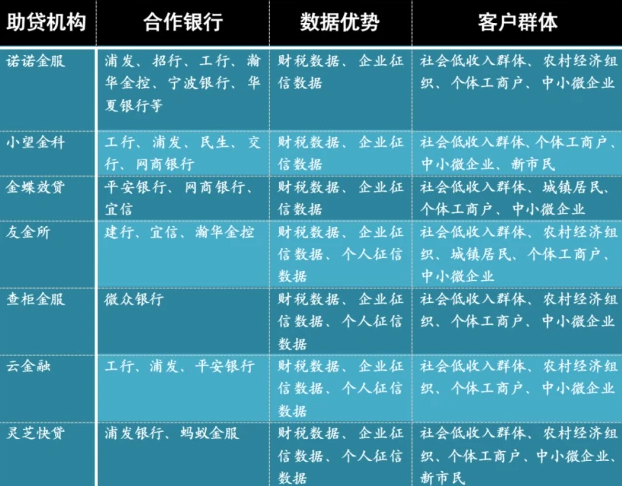 助贷机构 合作银行 数据优势 客户群体
诺诺金服 浦发、招行、工行、瀚 财税数据、企业征 社会低收入群体、农村经济组
华金控、宁波银行、华 信数据 织、个体工商户、中小微企业
夏银行等
小望金科 工行、浦发、民生、交 财税数据、企业征 社会低收入群体、个体工商户、
行、网商银行 信数据 中小微企业、新市民
金蝶效贷 平安银行、网商银行、 财税数据、企业征 社会低收入群体、城镇居民、
宜信 信数据 个体工商户、中小微企业
友金所 建行、宜信、瀚华金控 财税数据、企业征 社会低收入群体、农村经济组
信数据、个人征信 织、城镇居民、个体工商户、
数据 中小微企业
查柜金服 微众银行 财税数据、企业征 社会低收入群体、农村经济组
信数据、个人征信 织、个体工商户、中小微企业
数据
云金融 工行、浦发、平安银行 财税数据、企业征 社会低收入群体、农村经济组
信数据、个人征信 织、个体工商户、中小微企业
数据
灵芝快贷 浦发银行、蚂蚁金服 财税数据、企业征 社会低收入群体、农村经济组
信数据、个人征信 织、个体工商户、中小微企业、
数据 新市民